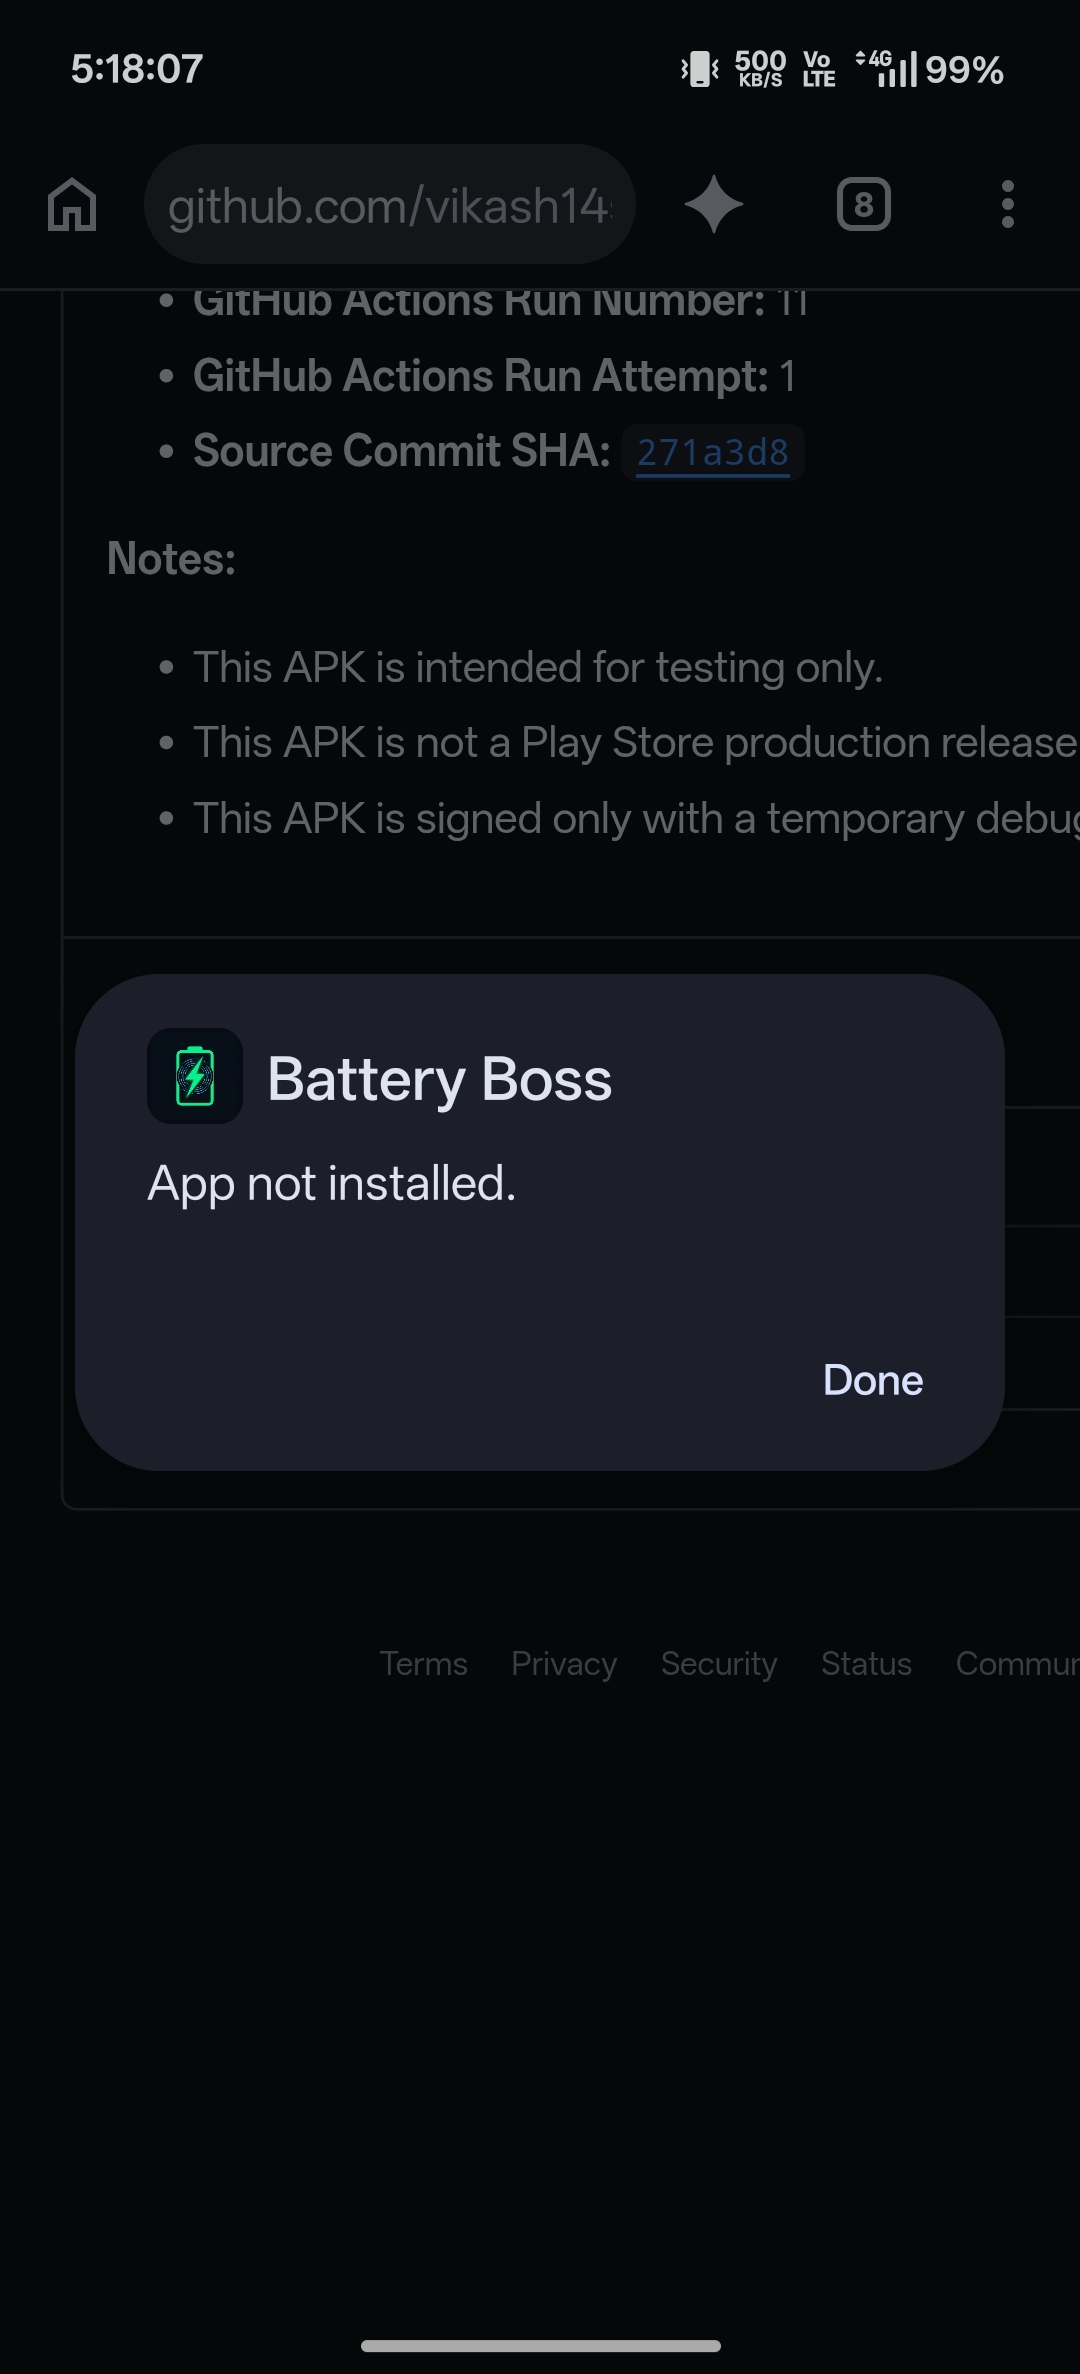 5:18:07 500 KB/S Vo LTE 4G 99%
github.com/vikash14
8
GitHub Actions Run Number: 11
GitHub Actions Run Attempt: 1
Source Commit SHA: 271a3d8
Notes:
This APK is intended for testing only.
This APK is not a Play Store production release
This APK is signed only with a temporary debug
Battery Boss
App not installed.
Done
Terms Privacy Security Status Commun